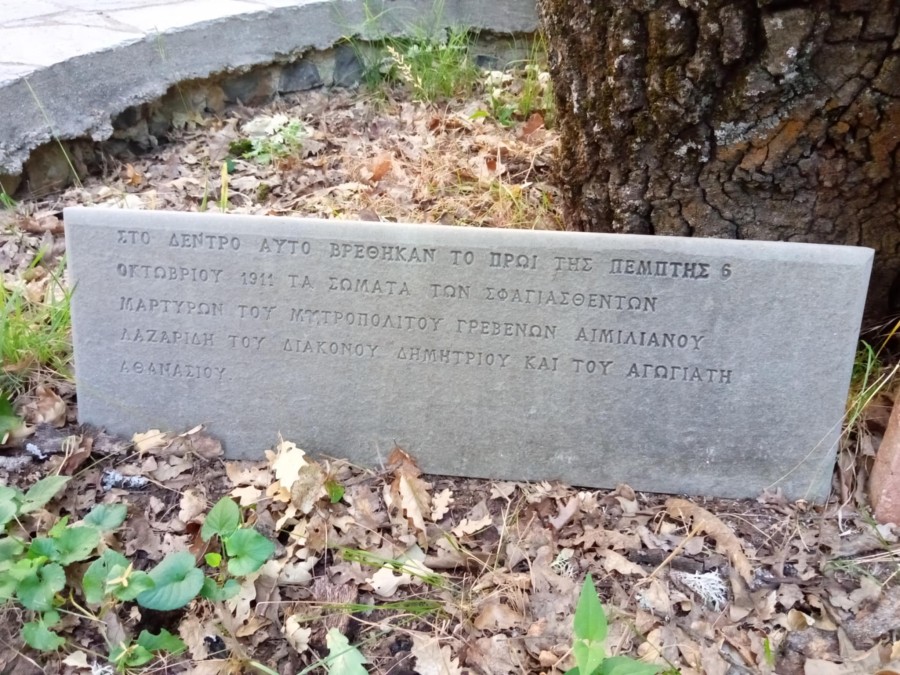 ΣΤΟ ΔΕΝΤΡΟ ΑΥΤΟ ΒΡΕΘΗΚΑΝ ΤΟ ΠΡΩΙ ΤΗΣ ΠΕΜΠΤΗΣ 6
ΟΚΤΩΒΡΙΟΥ 1911 ΤΑ ΣΩΜΑΤΑ ΤΩΝ ΣΦΑΓΙΑΣΘΕΝΤΩΝ
ΜΑΡΤΥΡΩΝ ΤΟΥ ΜΥΤΡΟΠΟΛΙΤΟΥ ΓΡΕΒΕΝΩΝ ΑΙΜΙΛΙΑΝΟΥ
ΛΑΖΑΡΙΔΗ ΤΟΥ ΔΙΑΚΟΝΟΥ ΔΗΜΗΤΡΙΟΥ ΚΑΙ ΤΟΥ ΑΓΩΓΙΑΤΗ
ΑΘΑΝΑΣΙΟΥ